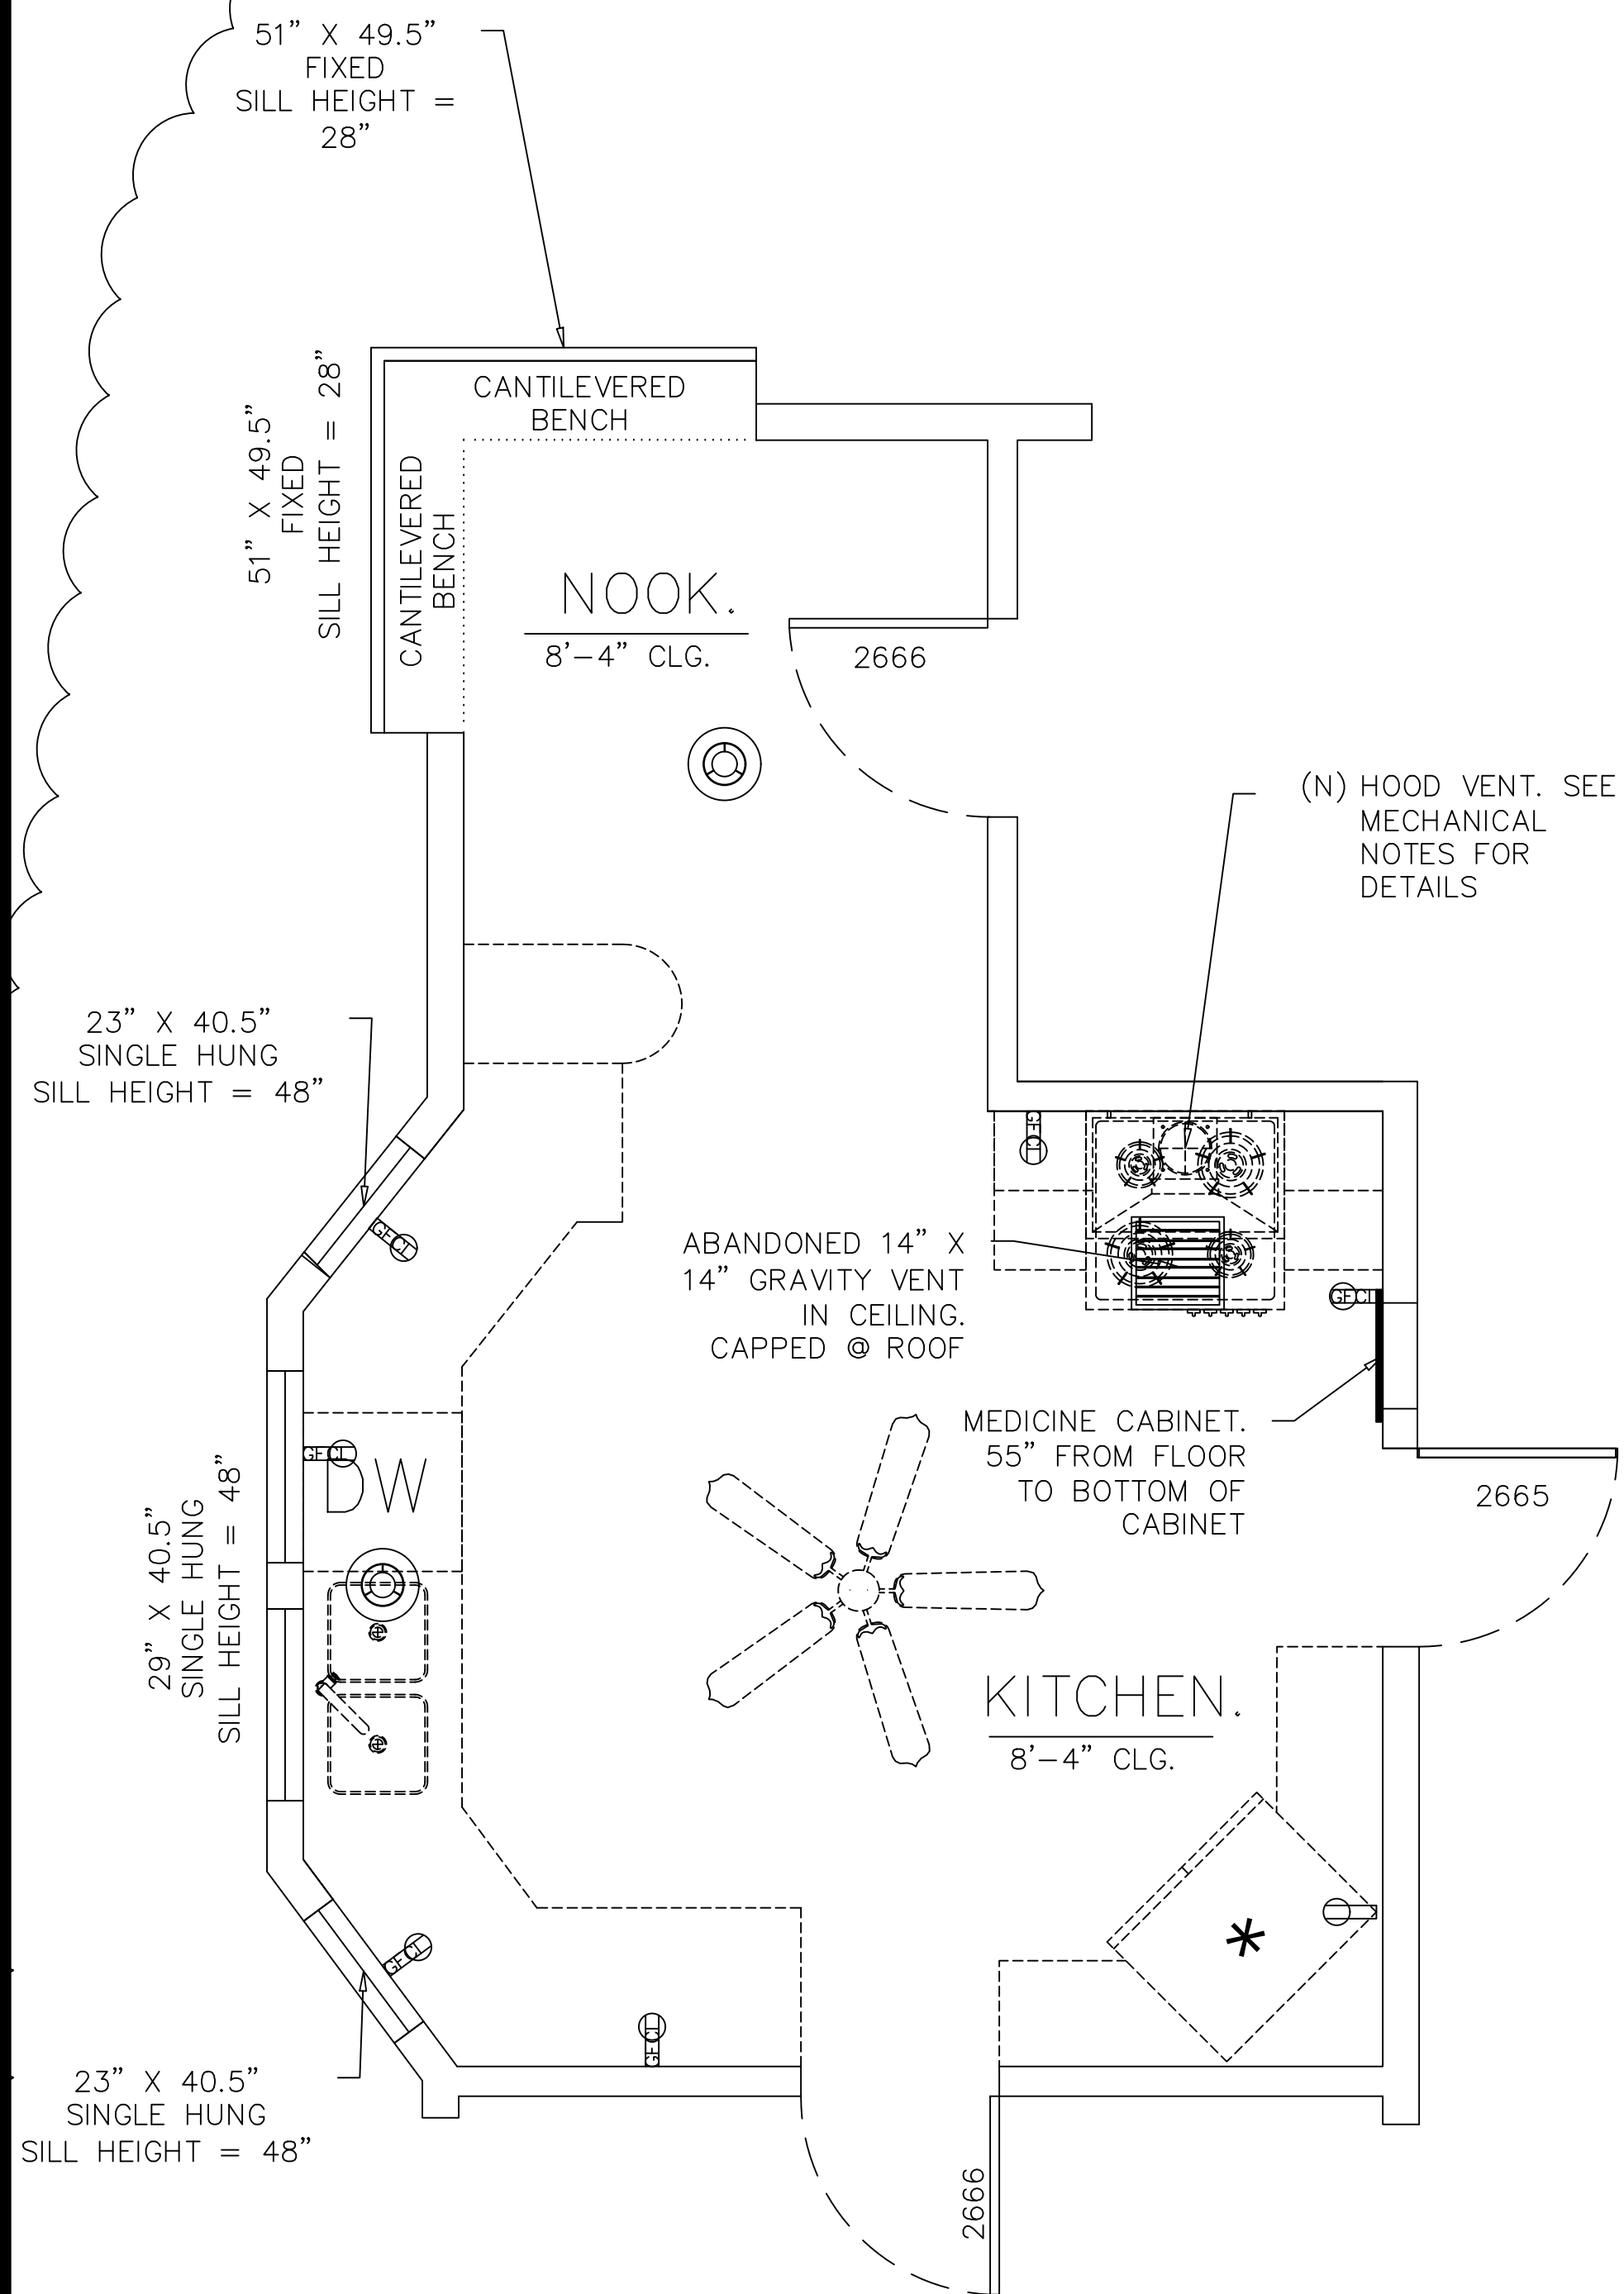 51” X 49.5”
FIXED
SILL HEIGHT =
28”
51” X 49.5”
FIXED
SILL HEIGHT = 28”
CANTILEVERED
BENCH
CANTILEVERED
BENCH
NOOK.
8’–4” CLG.
2666
(N) HOOD VENT. SEE
MECHANICAL
NOTES FOR
DETAILS
23” X 40.5”
SINGLE HUNG
SILL HEIGHT = 48”
GFCI
GFCI
ABANDONED 14” X
14” GRAVITY VENT
IN CEILING.
CAPPED @ ROOF
GFCI
MEDICINE CABINET.
55” FROM FLOOR
TO BOTTOM OF
CABINET
2665
GFCI
DW
29” X 40.5”
SINGLE HUNG
SILL HEIGHT = 48”
KITCHEN.
8’–4” CLG.
*
GFCI
GFCI
23” X 40.5”
SINGLE HUNG
SILL HEIGHT = 48”
2666